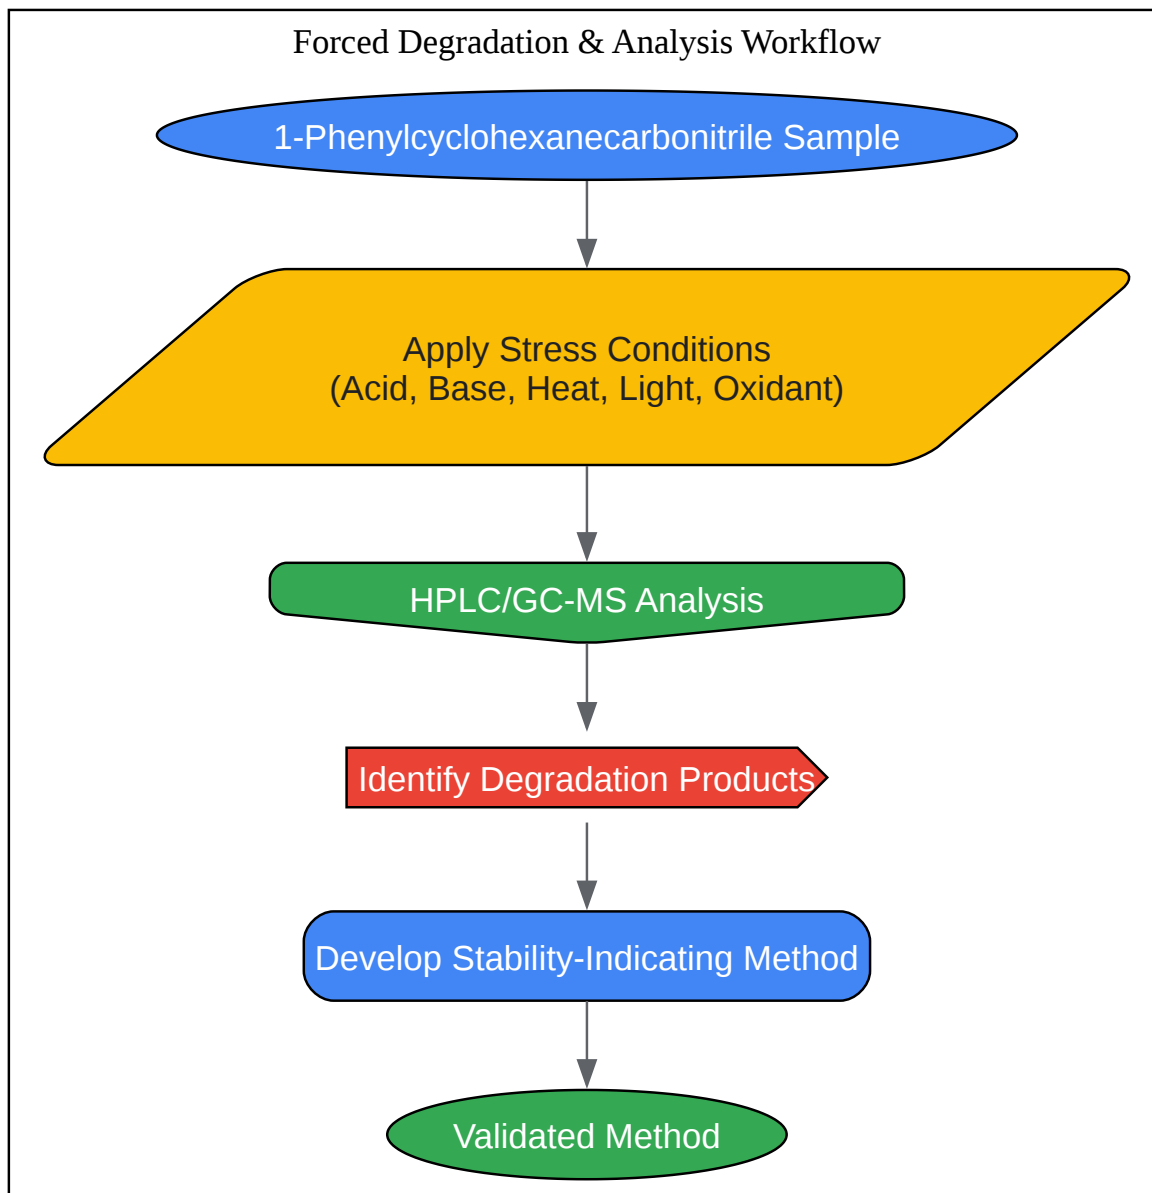 Forced Degradation & Analysis Workflow
1-Phenylcyclohexanecarbonitrile Sample
Apply Stress Conditions
(Acid, Base, Heat, Light, Oxidant)
HPLC/GC-MS Analysis
Identify Degradation Products
Develop Stability-Indicating Method
Validated Method